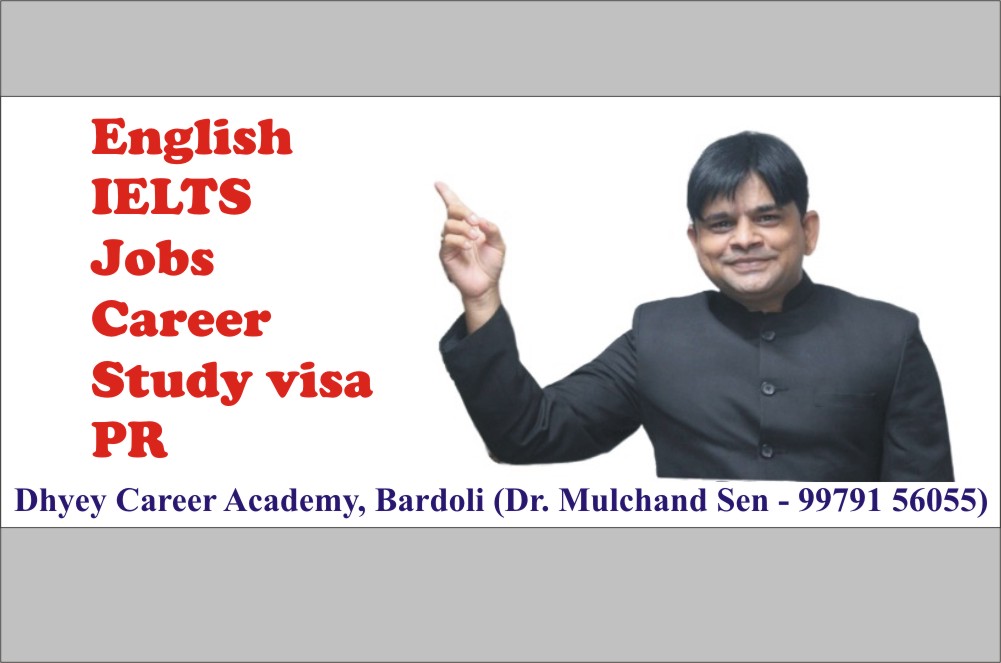 English
IELTS
Jobs
Career
Study visa
PR
Dhyey Career Academy, Bardoli (Dr. Mulchand Sen - 99791 56055)